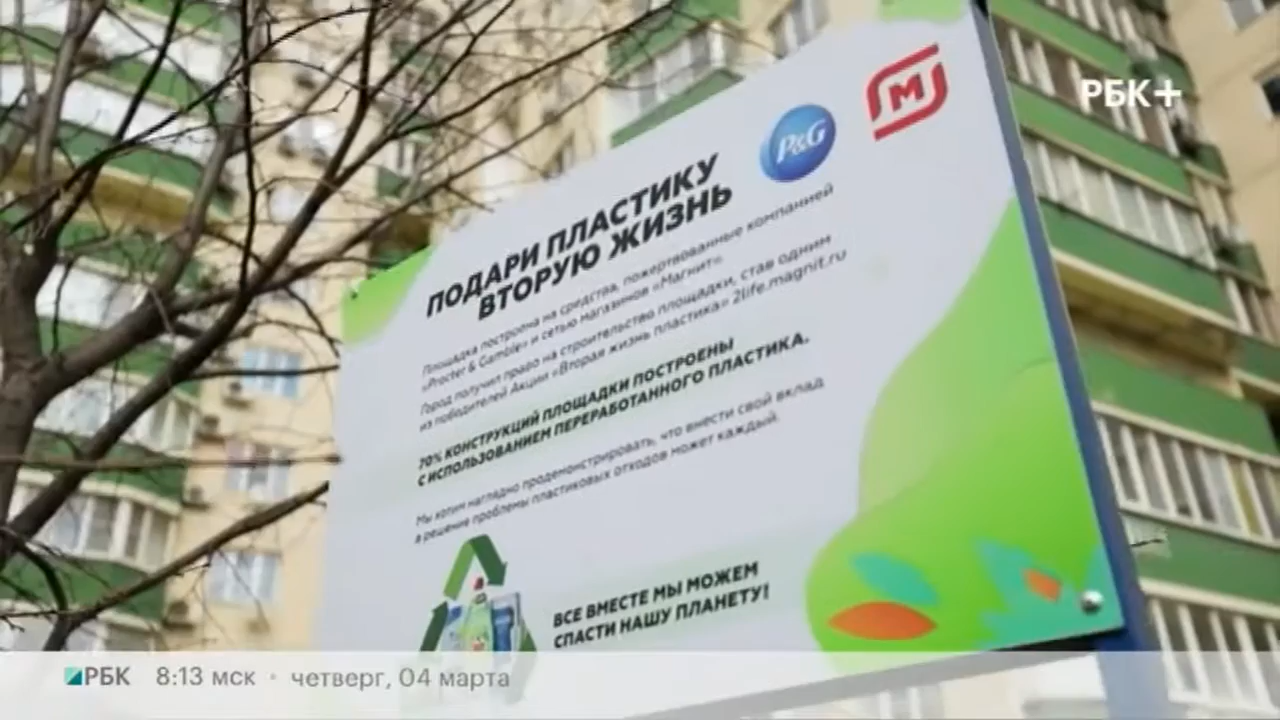 РБК+
P&G
М
ПОДАРИ ПЛАСТИКУ
ВТОРУЮ ЖИЗНЬ
Площадка построена на средства, пожертвованные компанией
«Procter & Gamble» и сетью магазинов «Магнит».
Город получил право на строительство площадки, став одним
из победителей Акции «Вторая жизнь пластика» 2life.magnit.ru
70% КОНСТРУКЦИЙ ПЛОЩАДКИ ПОСТРОЕНЫ
С ИСПОЛЬЗОВАНИЕМ ПЕРЕРАБОТАННОГО ПЛАСТИКА.
Мы хотим наглядно продемонстрировать, что внести свой вклад
в решение проблемы пластиковых отходов может каждый.
ВСЕ ВМЕСТЕ МЫ МОЖЕМ
СПАСТИ НАШУ ПЛАНЕТУ!
РБК 8:13 мск • четверг, 04 марта